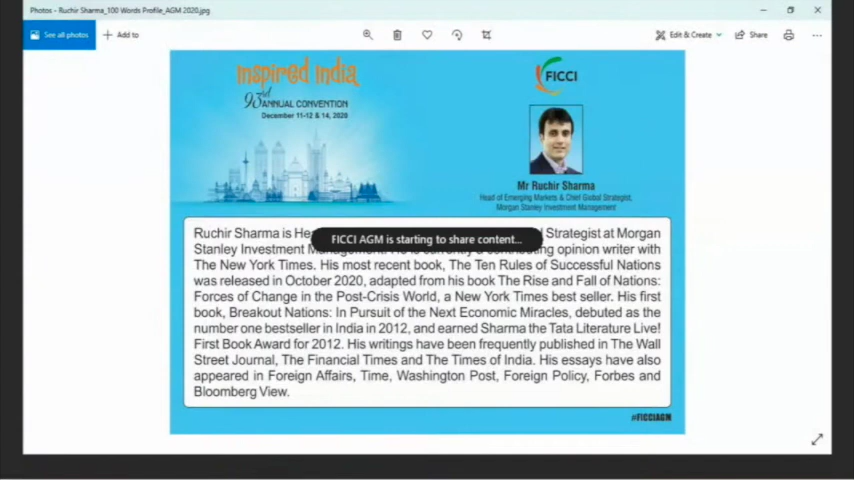 Photos - Ruchir Sharma_100 Words Profile_AGM 2020.jpg
See all photos
Add to
Edit & Create
Share
Inspired India
93rd ANNUAL CONVENTION
December 11-12 & 14, 2020
FICCI
Mr Ruchir Sharma
Head of Emerging Markets & Chief Global Strategist,
Morgan Stanley Investment Management
Ruchir Sharma is He Strategist at Morgan
FICCI AGM is starting to share content...
Stanley Investment Management. He is currently a contributing opinion writer with
The New York Times. His most recent book, The Ten Rules of Successful Nations
was released in October 2020, adapted from his book The Rise and Fall of Nations:
Forces of Change in the Post-Crisis World, a New York Times best seller. His first
book, Breakout Nations: In Pursuit of the Next Economic Miracles, debuted as the
number one bestseller in India in 2012, and earned Sharma the Tata Literature Live!
First Book Award for 2012. His writings have been frequently published in The Wall
Street Journal, The Financial Times and The Times of India. His essays have also
appeared in Foreign Affairs, Time, Washington Post, Foreign Policy, Forbes and
Bloomberg View.
#FICCIAGM